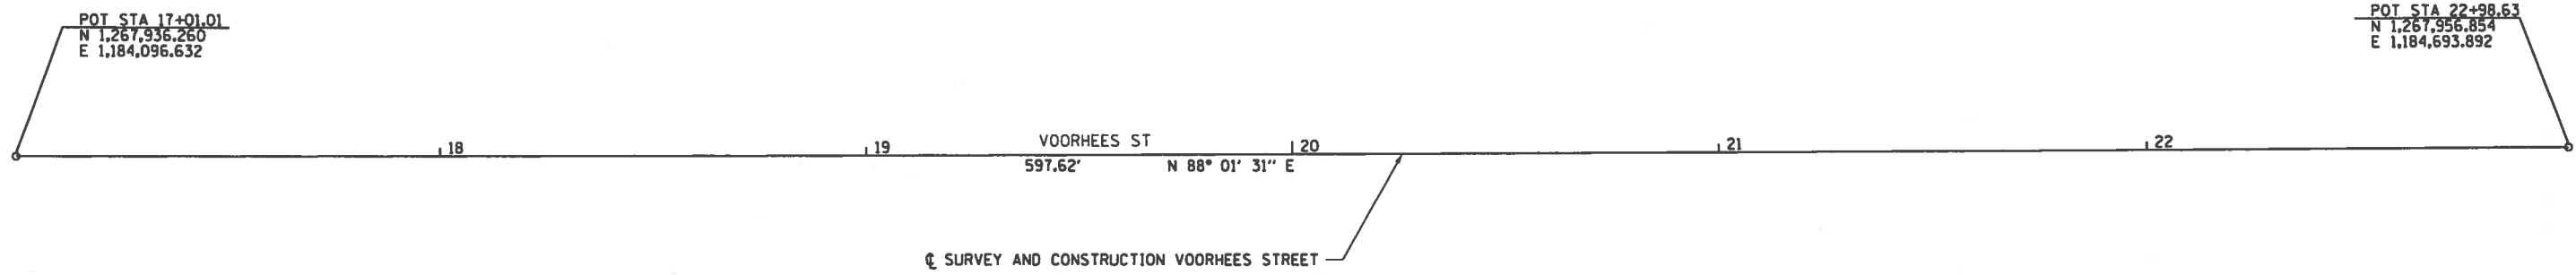 POT STA 17+01.01
N 1,267,936.260
E 1,184,096.632
POT STA 22+98.63
N 1,267,956.854
E 1,184,693.892
18
19
VOORHEES ST
20
21
22
597.62' N 88° 01' 31" E
℄ SURVEY AND CONSTRUCTION VOORHEES STREET